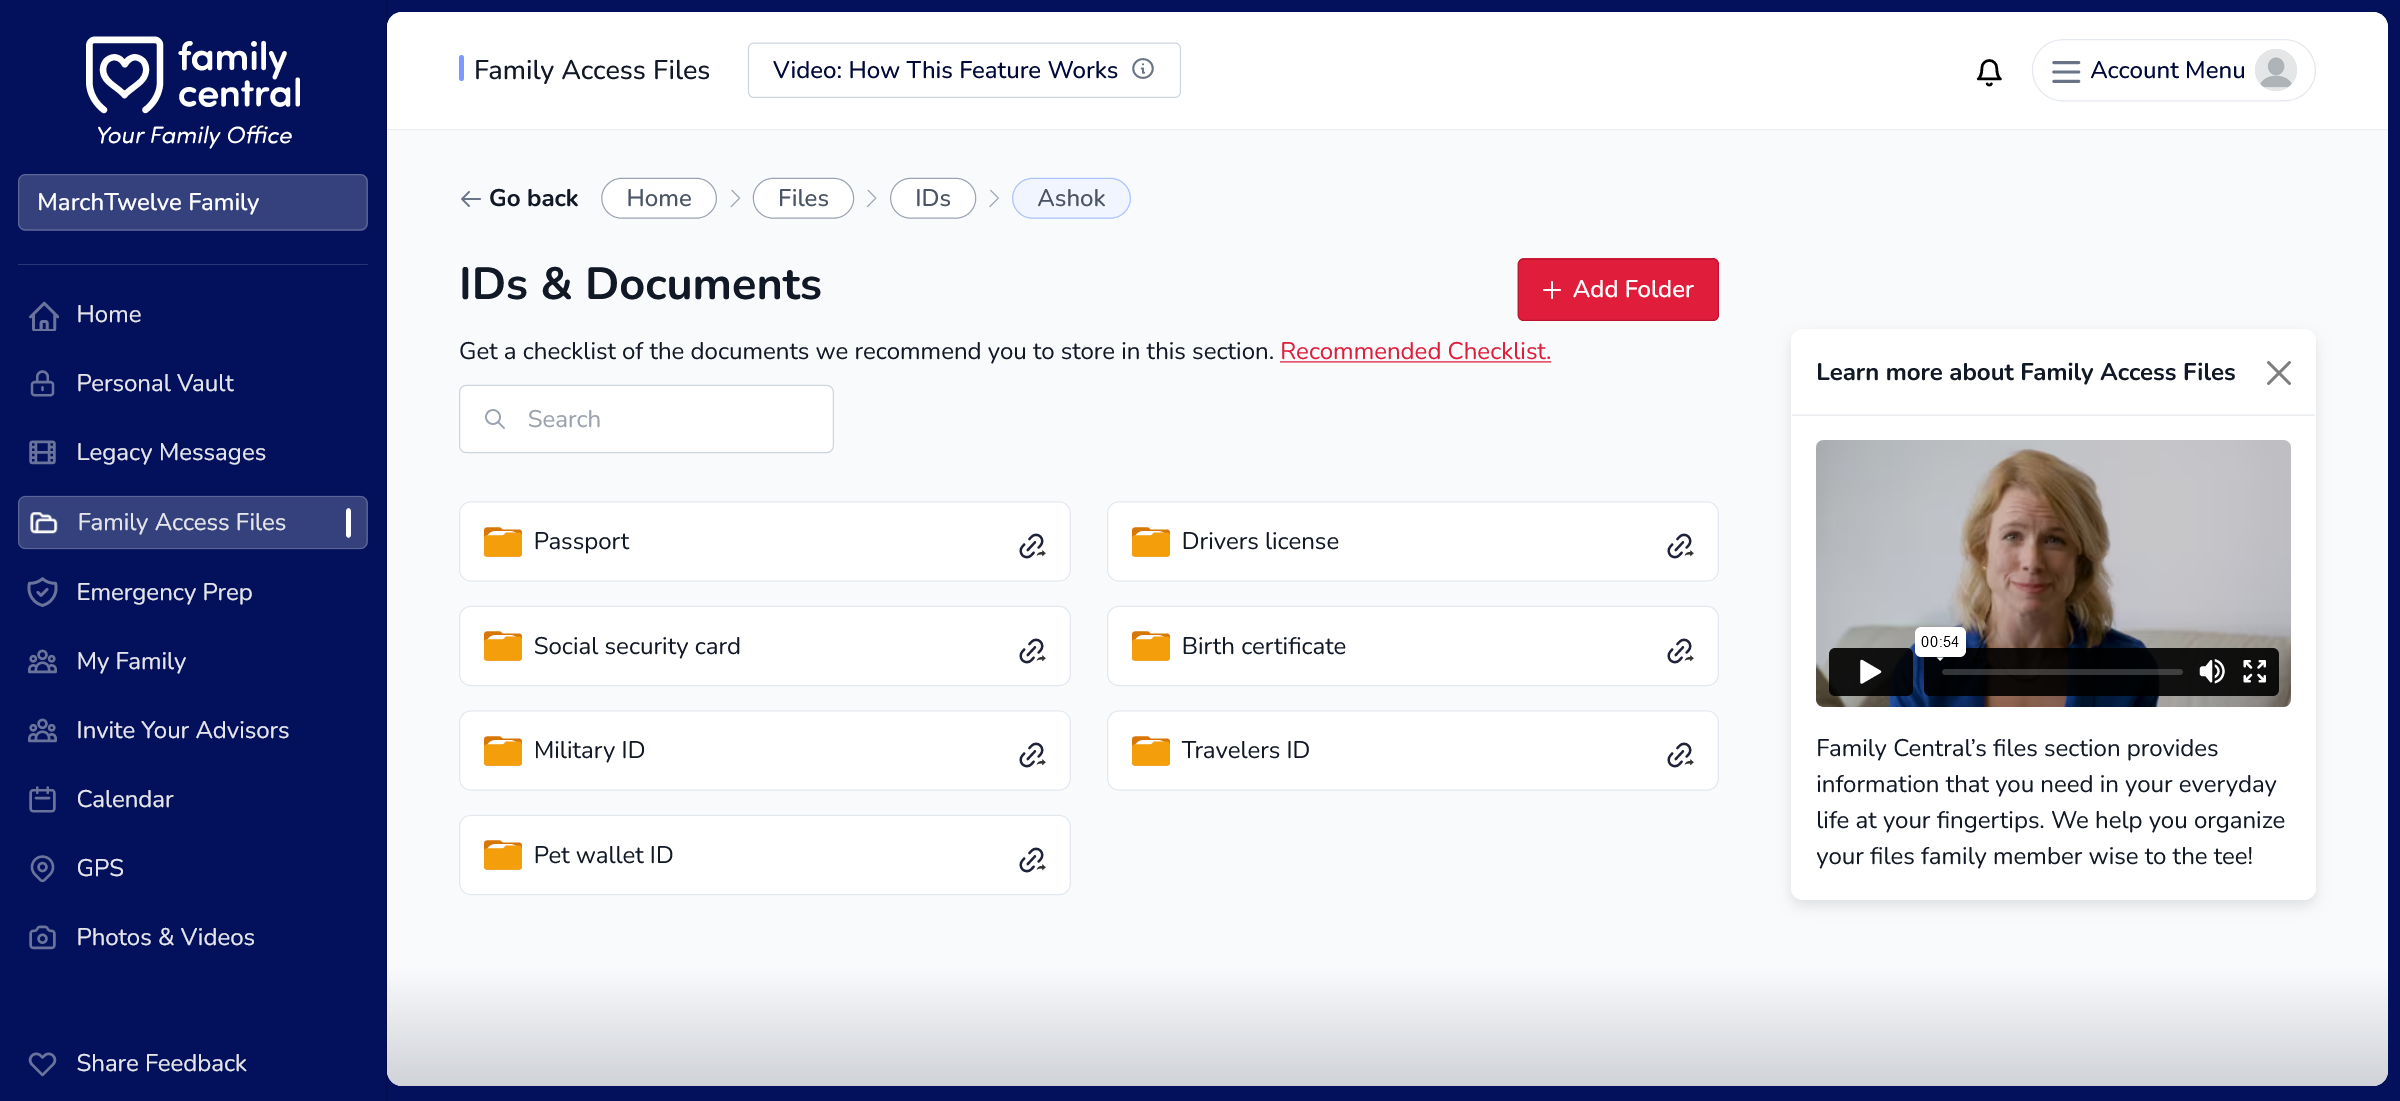 family
central
Your Family Office
MarchTwelve Family
Home
Personal Vault
Legacy Messages
Family Access Files
Emergency Prep
My Family
Invite Your Advisors
Calendar
GPS
Photos & Videos
Share Feedback
Family Access Files
Video: How This Feature Works
Account Menu
Go back
Home
Files
IDs
Ashok
IDs & Documents
Add Folder
Get a checklist of the documents we recommend you to store in this section. Recommended Checklist.
Search
Passport
Drivers license
Social security card
Birth certificate
Military ID
Travelers ID
Pet wallet ID
Learn more about Family Access Files
00:54
Family Central's files section provides
information that you need in your everyday
life at your fingertips. We help you organize
your files family member wise to the tee!